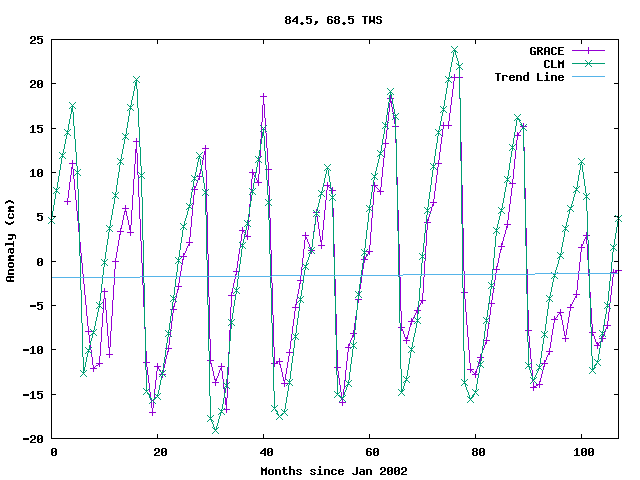 84.5, 68.5 TWS
GRACE
CLM
Trend Line
25
20
15
10
5
0
-5
-10
-15
-20
Anomaly (cm)
0 20 40 60 80 100
Months since Jan 2002